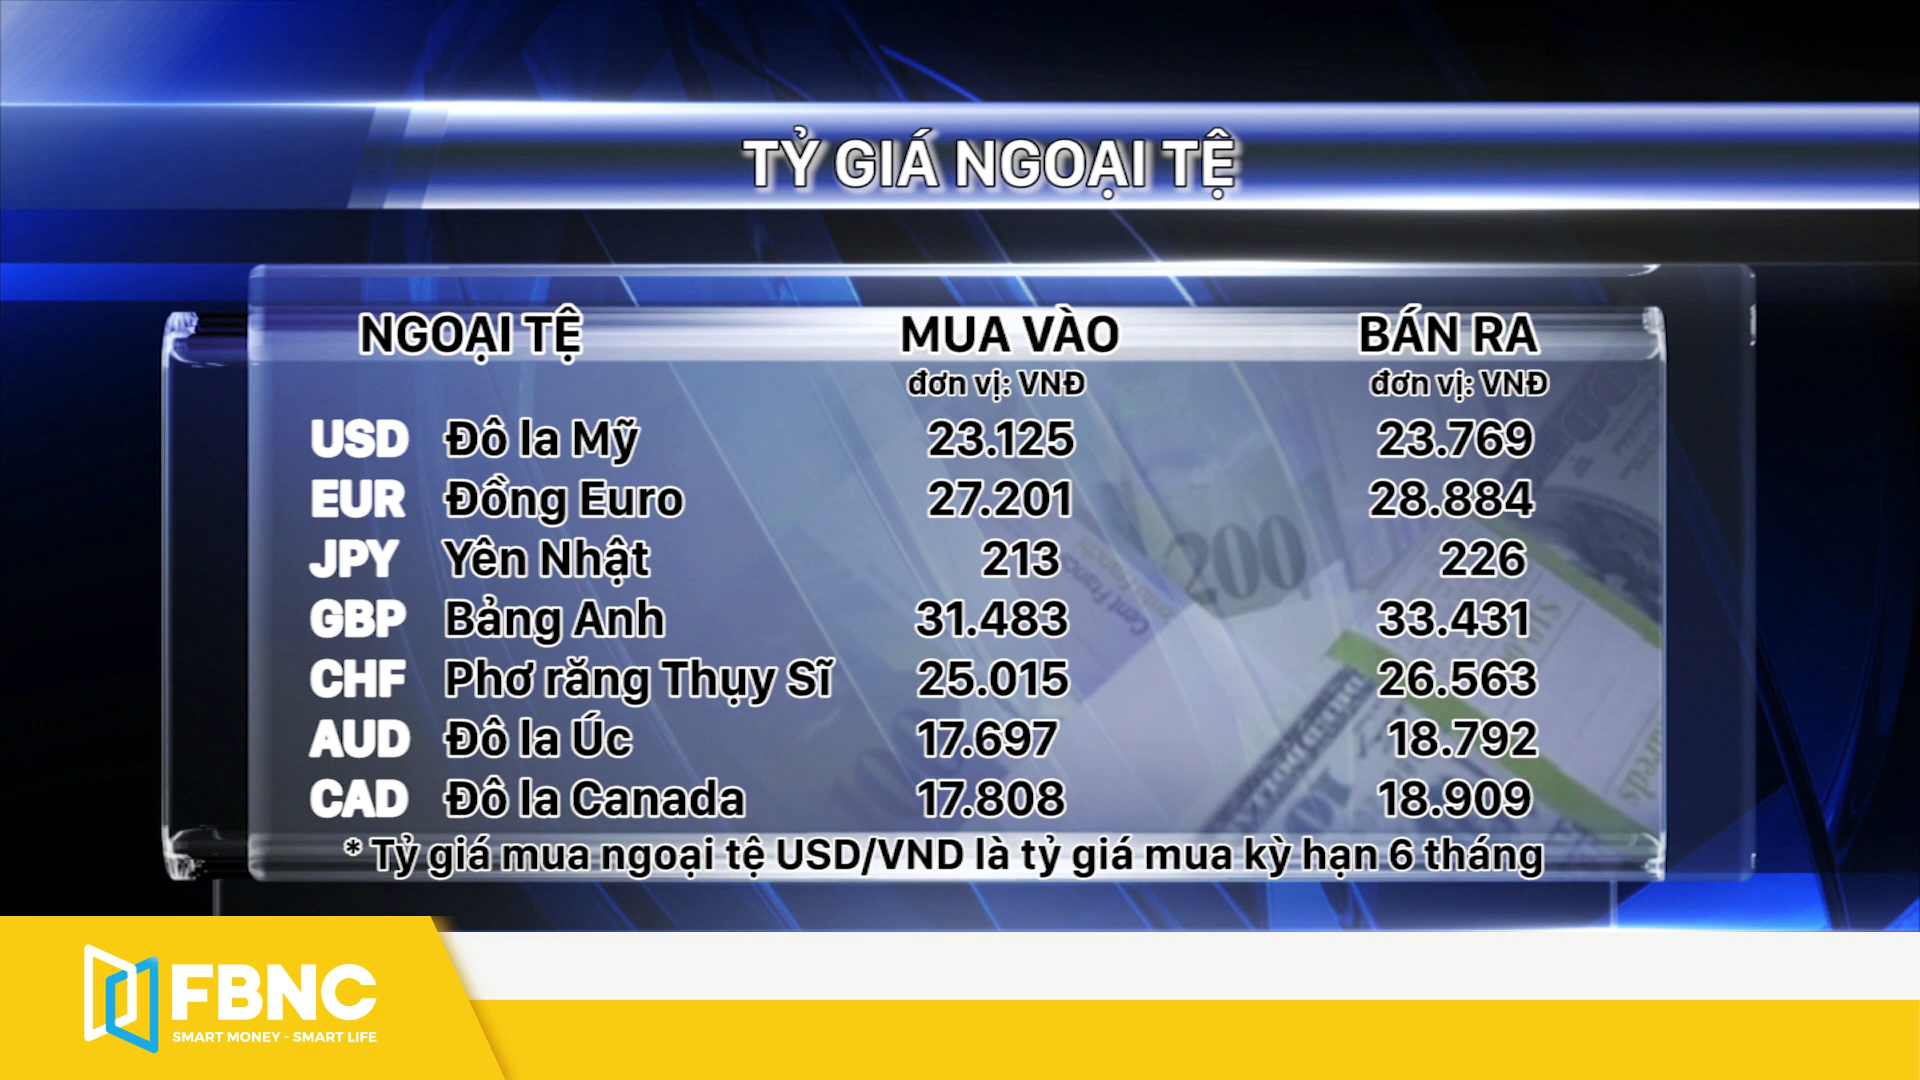 TỶ GIÁ NGOẠI TỆ
NGOẠI TỆ MUA VÀO BÁN RA
đơn vị: VNĐ đơn vị: VNĐ
USD Đô la Mỹ 23.125 23.769
EUR Đồng Euro 27.201 28.884
JPY Yên Nhật 213 226
GBP Bảng Anh 31.483 33.431
CHF Phơ răng Thụy Sĩ 25.015 26.563
AUD Đô la Úc 17.697 18.792
CAD Đô la Canada 17.808 18.909
* Tỷ giá mua ngoại tệ USD/VND là tỷ giá mua kỳ hạn 6 tháng
200
Cent Francs
100
FBNC
SMART MONEY - SMART LIFE